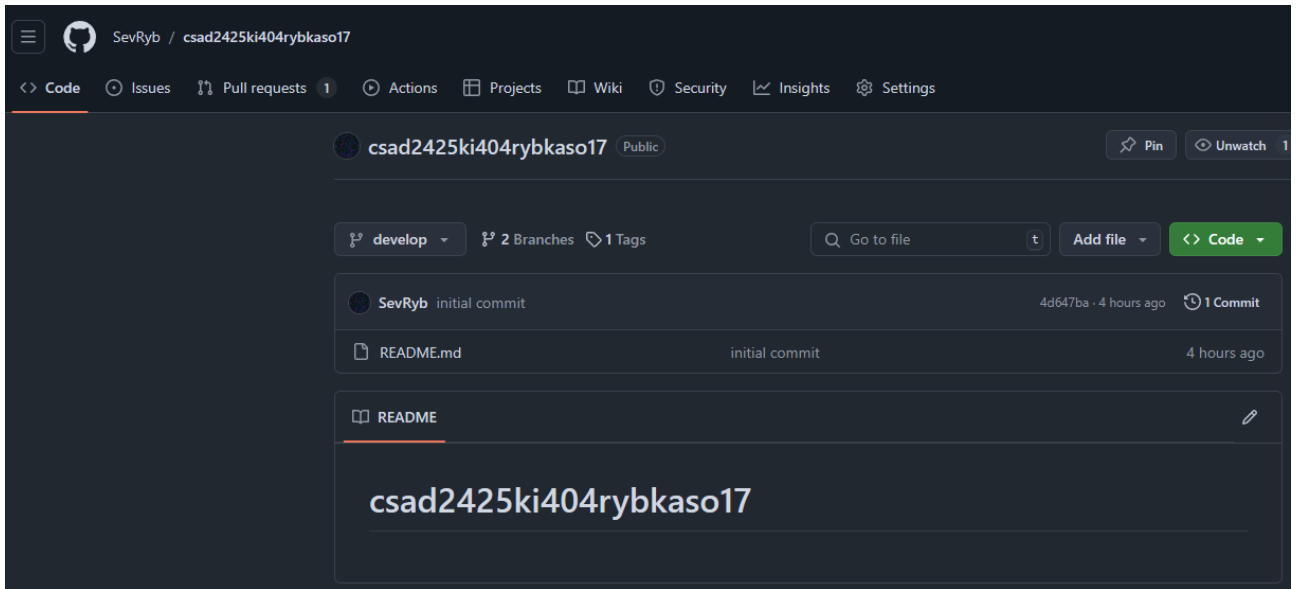 SevRyb / csad2425ki404rybkaso17
Code Issues Pull requests 1 Actions Projects Wiki Security Insights Settings
csad2425ki404rybkaso17 Public Pin Unwatch 1
develop 2 Branches 1 Tags Go to file t Add file Code
SevRyb initial commit 4d647ba · 4 hours ago 1 Commit
README.md initial commit 4 hours ago
README
csad2425ki404rybkaso17